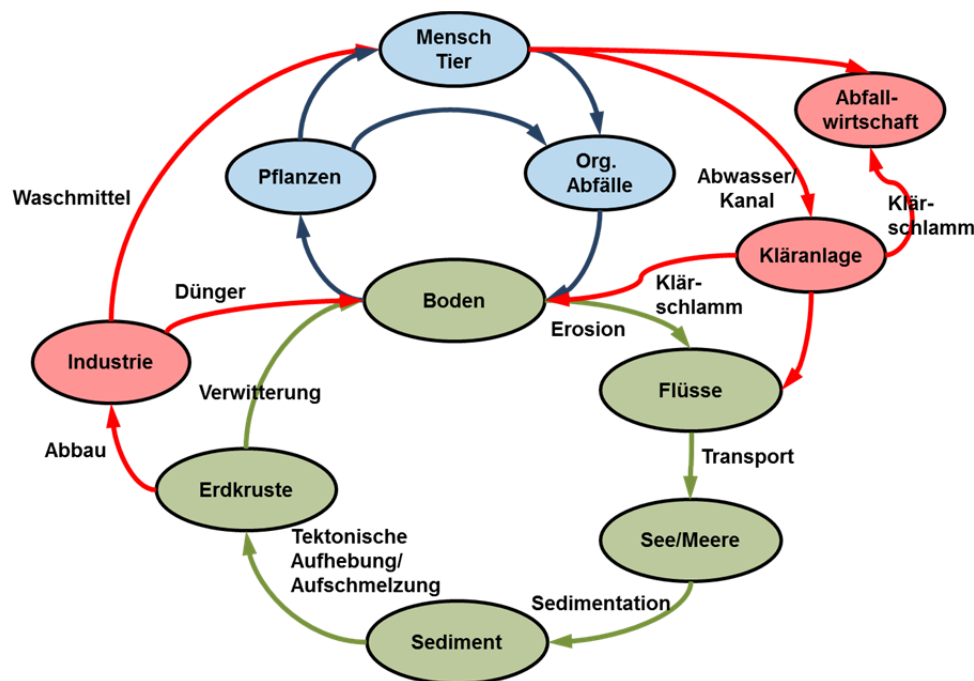 Mensch
Tier
Abfall-
wirtschaft
Pflanzen
Org.
Abfälle
Waschmittel
Abwasser/
Kanal
Klär-
schlamm
Kläranlage
Dünger
Boden
Klär-
schlamm
Erosion
Industrie
Verwitterung
Flüsse
Abbau
Transport
Erdkruste
Tektonische
Aufhebung/
Aufschmelzung
See/Meere
Sedimentation
Sediment